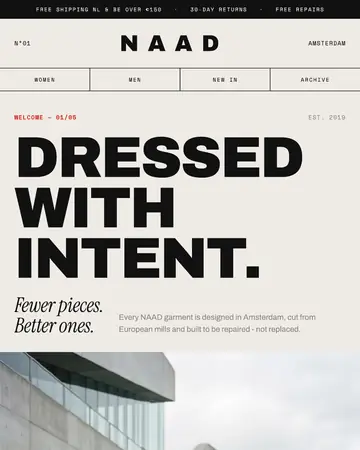 FREE SHIPPING NL & BE OVER €150 · 30-DAY RETURNS · FREE REPAIRS
N°01 NAAD AMSTERDAM
WOMEN MEN NEW IN ARCHIVE
WELCOME — 01/05 EST. 2019
DRESSED
WITH
INTENT.
Fewer pieces.
Better ones.
Every NAAD garment is designed in Amsterdam, cut from
European mills and built to be repaired - not replaced.